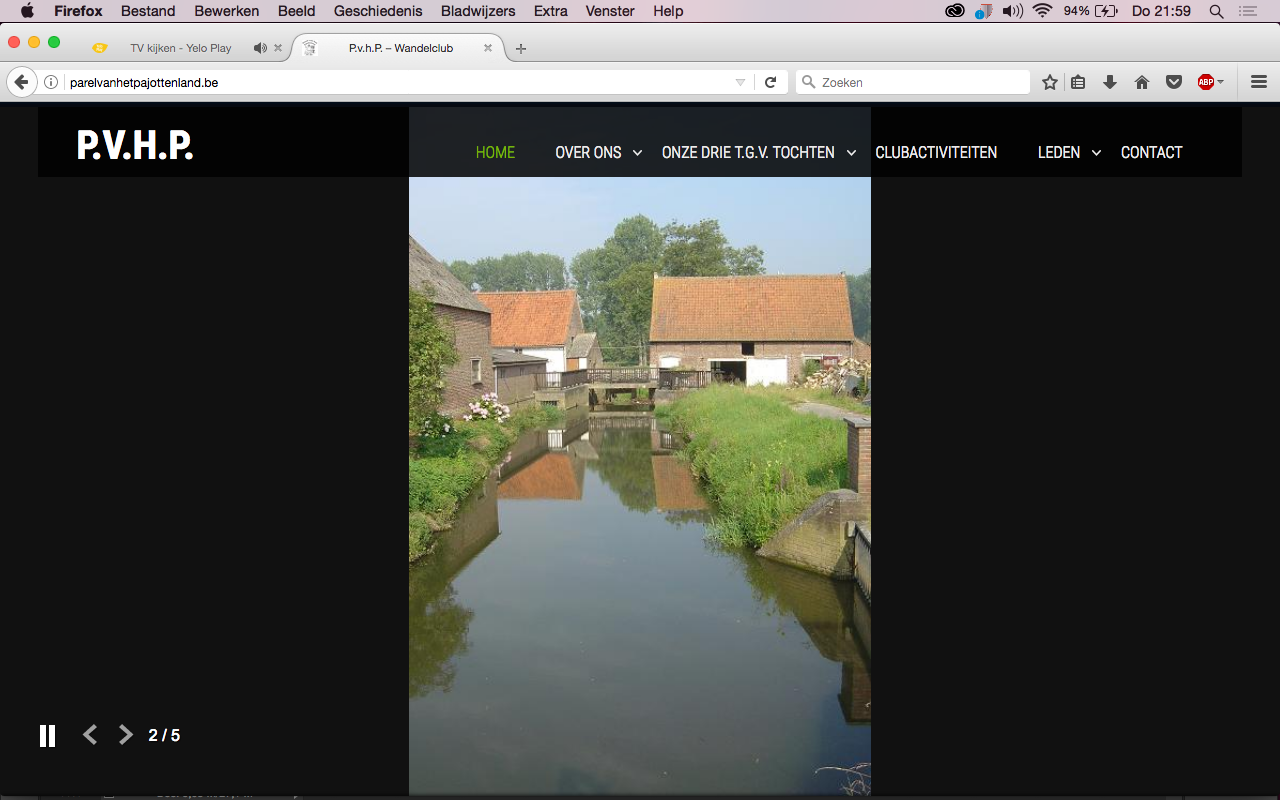 Firefox Bestand Bewerken Beeld Geschiedenis Bladwijzers Extra Venster Help 94% Do 21:59
TV kijken - Yelo Play P.v.h.P. – Wandelclub
parelvanhetpajottenland.be Zoeken ABP
P.V.H.P.
HOME OVER ONS ONZE DRIE T.G.V. TOCHTEN CLUBACTIVITEITEN LEDEN CONTACT
2 / 5